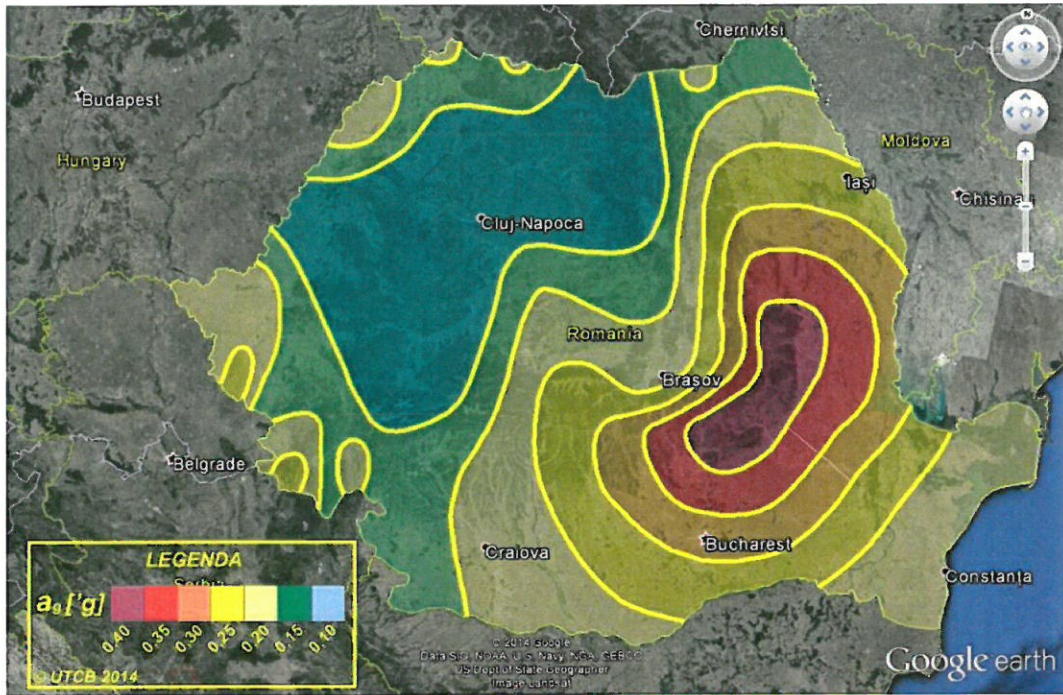 Chernivtsi
Budapest
Hungary
Moldova
Iași
Chisina
Cluj-Napoca
Romania
Brasov
Belgrade
Craiova
Bucharest
Constanța
LEGENDA
Serbia
ag ['g]
0.40 0.35 0.30 0.25 0.20 0.15 0.10
© UTCB 2014
© 2014 Google
Data SIO, NOAA, U.S. Navy, NGA, GEBCO
US Dept of State Geographer
Image Landsat
Google earth